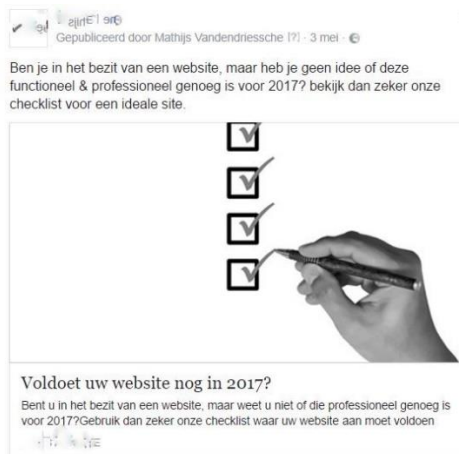 Gepubliceerd door Mathijs Vandendriessche [?] · 3 mei ·
Ben je in het bezit van een website, maar heb je geen idee of deze
functioneel & professioneel genoeg is voor 2017? bekijk dan zeker onze
checklist voor een ideale site.
Voldoet uw website nog in 2017?
Bent u in het bezit van een website, maar weet u niet of die professioneel genoeg is
voor 2017?Gebruik dan zeker onze checklist waar uw website aan moet voldoen